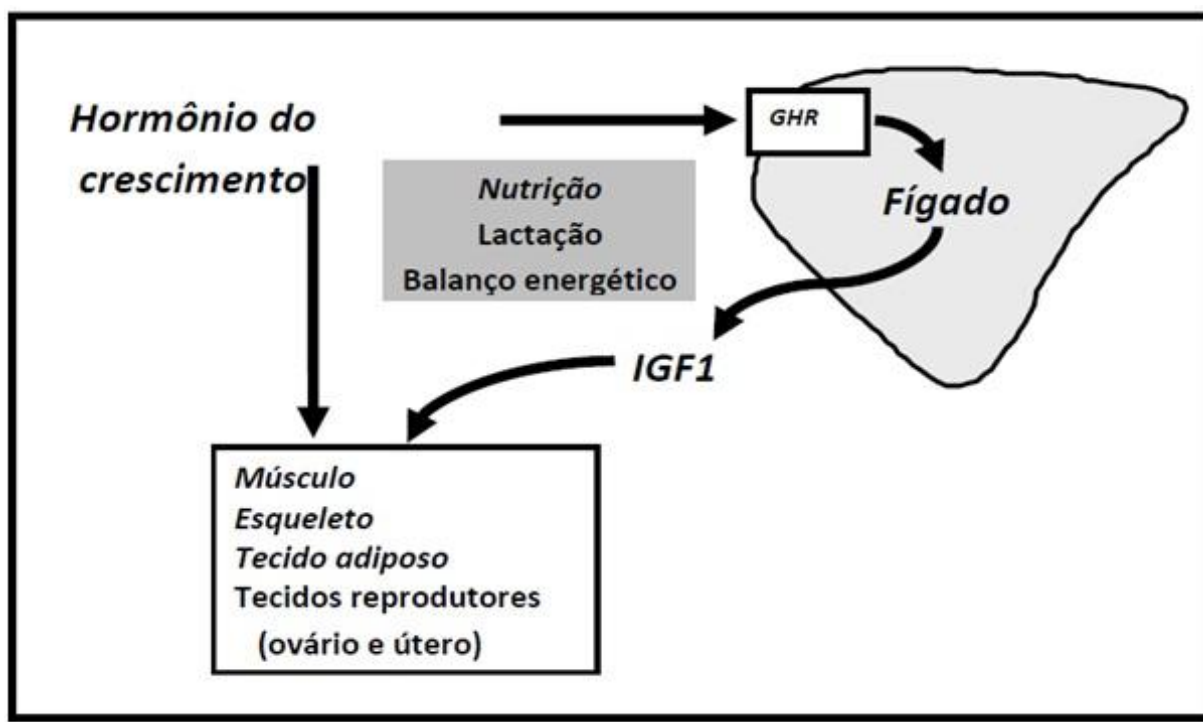 Hormônio do
crescimento
GHR
Nutrição
Lactação
Balanço energético
Fígado
IGF1
Músculo
Esqueleto
Tecido adiposo
Tecidos reprodutores
(ovário e útero)